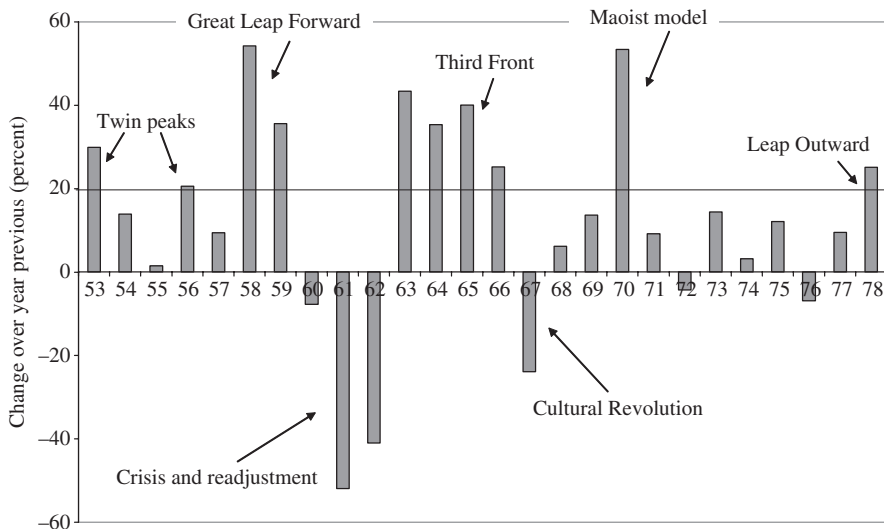 60
40
20
0
–20
–40
–60
Change over year previous (percent)
Great Leap Forward
Maoist model
Third Front
Twin peaks
Leap Outward
53 54 55 56 57 58 59 60 61 62 63 64 65 66 67 68 69 70 71 72 73 74 75 76 77 78
Cultural Revolution
Crisis and readjustment